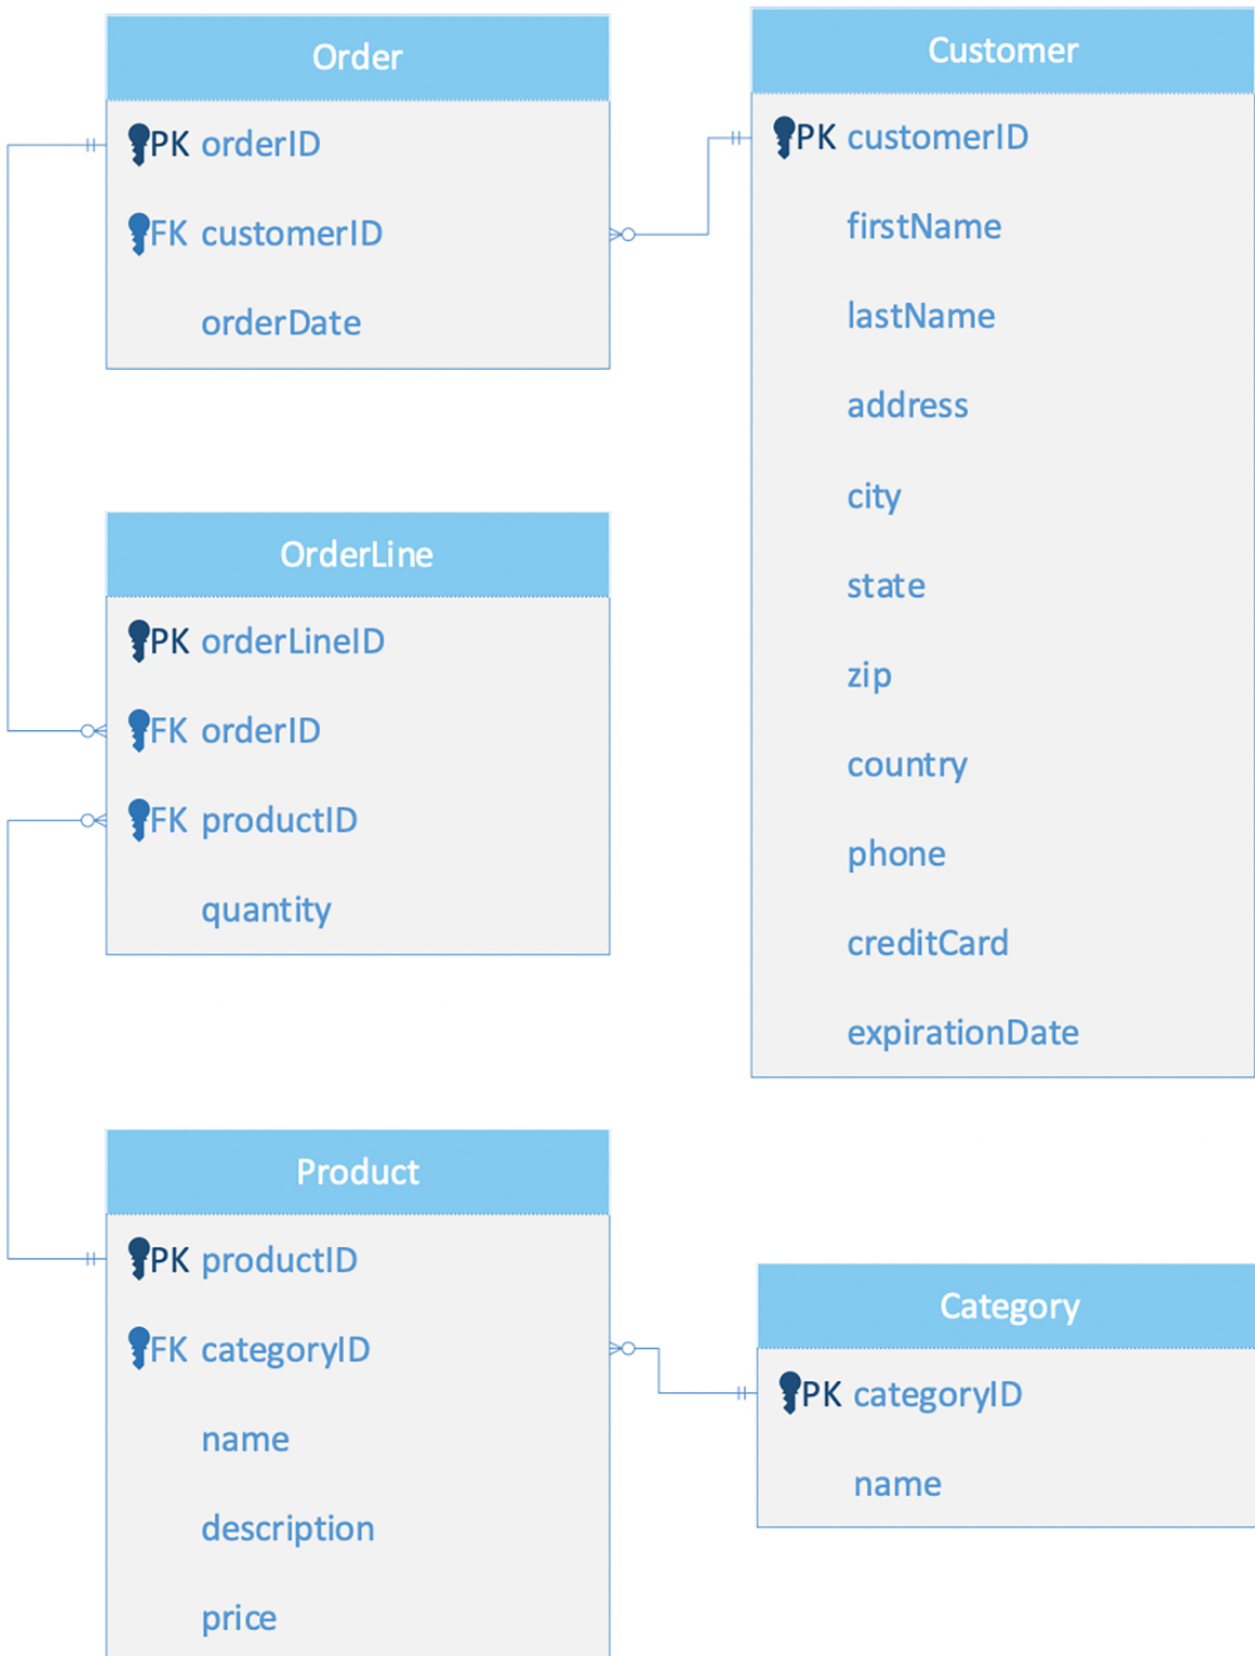 Order
PK orderID
FK customerID
orderDate
Customer
PK customerID
firstName
lastName
address
city
state
zip
country
phone
creditCard
expirationDate
OrderLine
PK orderLineID
FK orderID
FK productID
quantity
Product
PK productID
FK categoryID
name
description
price
Category
PK categoryID
name